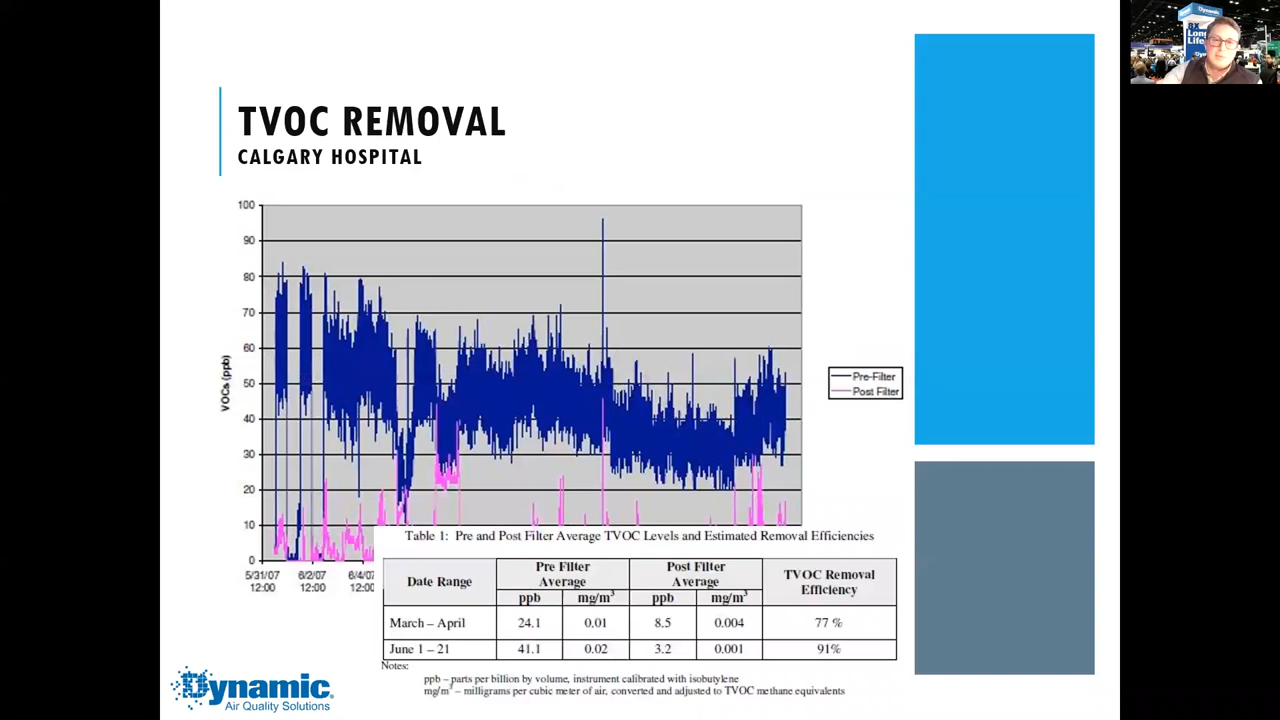 TVOC REMOVAL
CALGARY HOSPITAL
100
90
80
70
60
50
40
30
20
10
0
VOCs (ppb)
5/31/07 6/2/07 6/4/07
12:00 12:00 12:00
Pre-Filter
Post Filter
Table 1: Pre and Post Filter Average TVOC Levels and Estimated Removal Efficiencies
Date Range Pre Filter Average Post Filter Average TVOC Removal Efficiency
ppb mg/m³ ppb mg/m³
March – April 24.1 0.01 8.5 0.004 77 %
June 1 – 21 41.1 0.02 3.2 0.001 91%
Notes:
ppb – parts per billion by volume, instrument calibrated with isobutylene
mg/m³ – milligrams per cubic meter of air, converted and adjusted to TVOC methane equivalents
Dynamic
Air Quality Solutions
Dynamic
8X
Long
Life